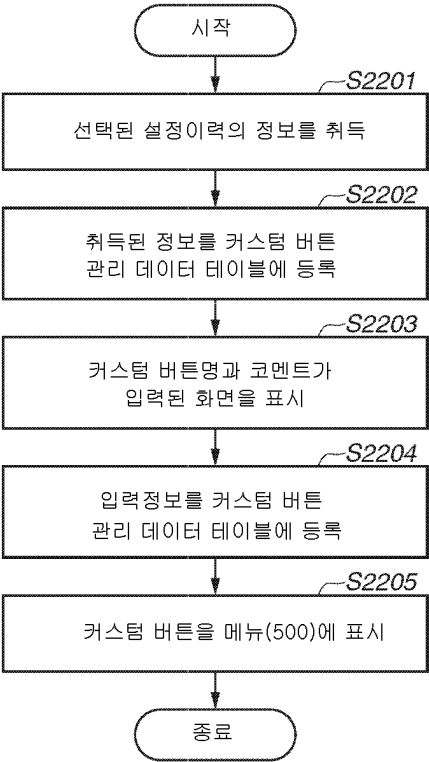 시작
S2201
선택된 설정이력의 정보를 취득
S2202
취득된 정보를 커스텀 버튼
관리 데이터 테이블에 등록
S2203
커스텀 버튼명과 코멘트가
입력된 화면을 표시
S2204
입력정보를 커스텀 버튼
관리 데이터 테이블에 등록
S2205
커스텀 버튼을 메뉴(500)에 표시
종료